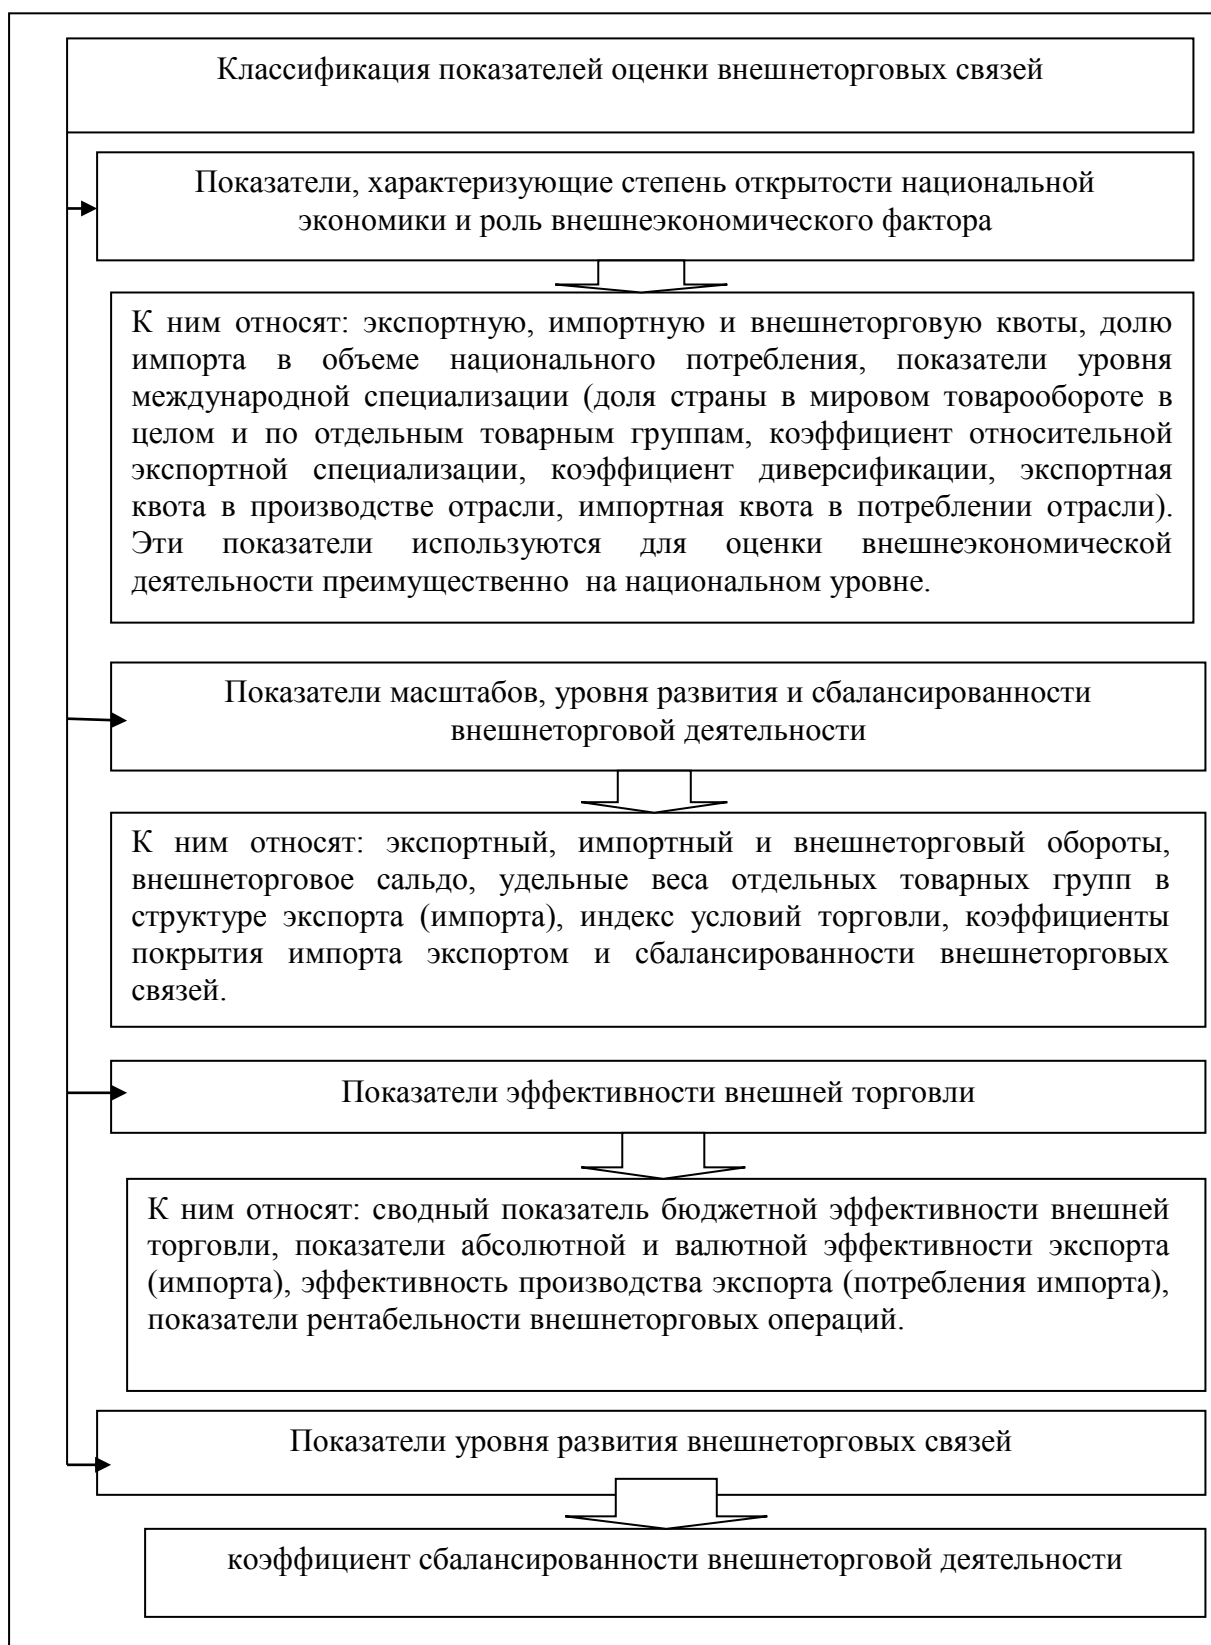 Классификация показателей оценки внешнеторговых связей
Показатели, характеризующие степень открытости национальной
экономики и роль внешнеэкономического фактора
К ним относят: экспортную, импортную и внешнеторговую квоты, долю
импорта в объеме национального потребления, показатели уровня
международной специализации (доля страны в мировом товарообороте в
целом и по отдельным товарным группам, коэффициент относительной
экспортной специализации, коэффициент диверсификации, экспортная
квота в производстве отрасли, импортная квота в потреблении отрасли).
Эти показатели используются для оценки внешнеэкономической
деятельности преимущественно на национальном уровне.
Показатели масштабов, уровня развития и сбалансированности
внешнеторговой деятельности
К ним относят: экспортный, импортный и внешнеторговый обороты,
внешнеторговое сальдо, удельные веса отдельных товарных групп в
структуре экспорта (импорта), индекс условий торговли, коэффициенты
покрытия импорта экспортом и сбалансированности внешнеторговых
связей.
Показатели эффективности внешней торговли
К ним относят: сводный показатель бюджетной эффективности внешней
торговли, показатели абсолютной и валютной эффективности экспорта
(импорта), эффективность производства экспорта (потребления импорта),
показатели рентабельности внешнеторговых операций.
Показатели уровня развития внешнеторговых связей
коэффициент сбалансированности внешнеторговой деятельности